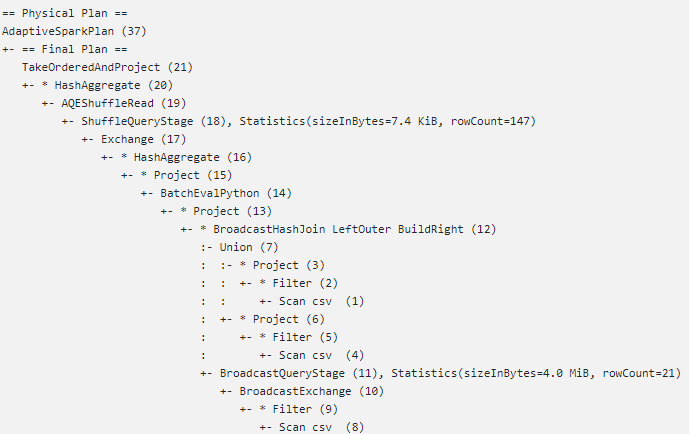 == Physical Plan ==
AdaptiveSparkPlan (37)
+- == Final Plan ==
   TakeOrderedAndProject (21)
   +- * HashAggregate (20)
      +- AQEShuffleRead (19)
         +- ShuffleQueryStage (18), Statistics(sizeInBytes=7.4 KiB, rowCount=147)
            +- Exchange (17)
               +- * HashAggregate (16)
                  +- * Project (15)
                     +- BatchEvalPython (14)
                        +- * Project (13)
                           +- * BroadcastHashJoin LeftOuter BuildRight (12)
                              :- Union (7)
                              :  :- * Project (3)
                              :  :  +- * Filter (2)
                              :  :     +- Scan csv  (1)
                              :  +- * Project (6)
                              :     +- * Filter (5)
                              :        +- Scan csv  (4)
                              +- BroadcastQueryStage (11), Statistics(sizeInBytes=4.0 MiB, rowCount=21)
                                 +- BroadcastExchange (10)
                                    +- * Filter (9)
                                       +- Scan csv  (8)